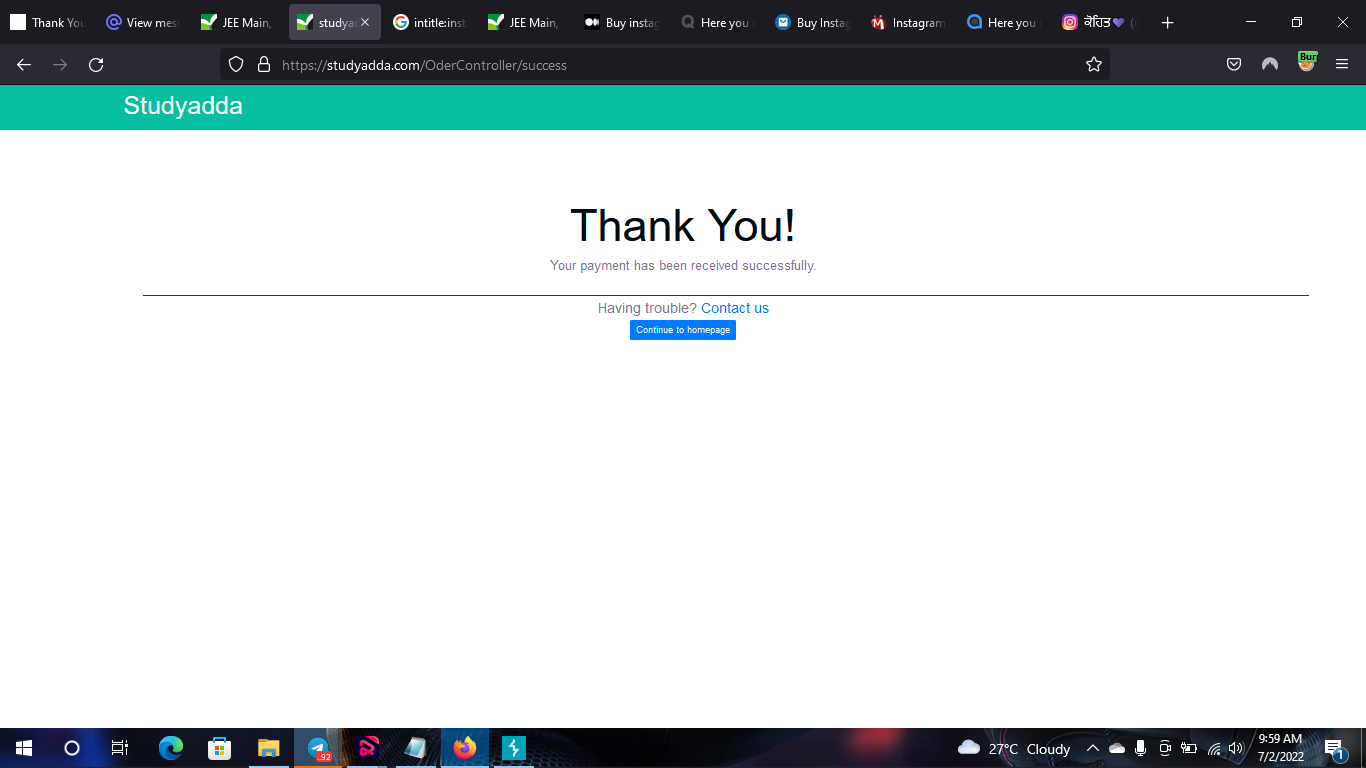 Thank You
View mess
JEE Main,
studyad
intitle:inst
JEE Main,
Buy instag
Here you
Buy Instag
Instagram
Here you
ਰੋਹਿਤ💜
https://studyadda.com/OderController/success
Bur
Studyadda
Thank You!
Your payment has been received successfully.
Having trouble? Contact us
Continue to homepage
.92
27°C Cloudy
9:59 AM
7/2/2022
1